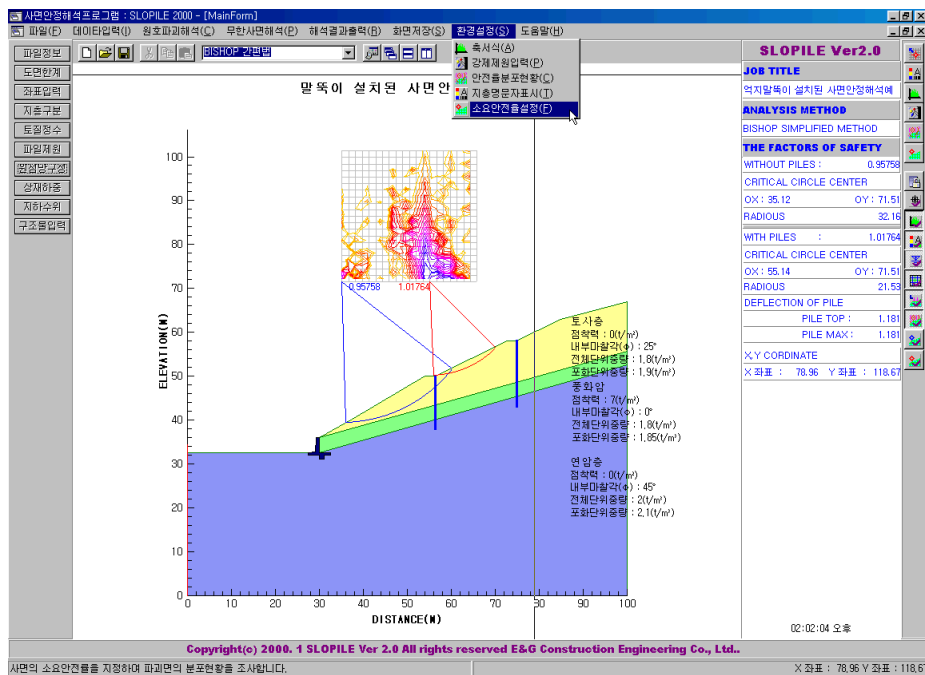 사면안정해석프로그램 : SLOPILE 2000 - [MainForm]
파일(F) 데이타입력(I) 원호파괴해석(C) 무한사면해석(P) 해석결과출력(R) 화면저장(S) 환경설정(S) 도움말(H)
파일정보
도면한계
좌표입력
지층구분
토질정수
파일제원
원점망구성
상재하중
지하수위
구조물입력
BISHOP 간편법
축서식(A)
강제제원입력(P)
안전율분포현황(C)
지층명문자표시(T)
소요안전율설정(F)
말뚝이 설치된 사면안
ELEVATION(M)
100
90
80
70
60
50
40
30
20
10
0
0.95758
1.01764
토사층
점착력 : 0(t/m²)
내부마찰각(Φ) : 25°
전체단위중량 : 1,8(t/m³)
포화단위중량 : 1,9(t/m³)
풍화암
점착력 : 7(t/m²)
내부마찰각(Φ) : 0°
전체단위중량 : 1,8(t/m³)
포화단위중량 : 1,85(t/m³)
연암층
점착력 : 0(t/m²)
내부마찰각(Φ) : 45°
전체단위중량 : 2(t/m³)
포화단위중량 : 2,1(t/m³)
0 10 20 30 40 50 60 70 80 90 100
DISTANCE(M)
SLOPILE Ver2.0
JOB TITLE
억지말뚝이 설치된 사면안정해석예
ANALYSIS METHOD
BISHOP SIMPLIFIED METHOD
THE FACTORS OF SAFETY
WITHOUT PILES : 0.95758
CRITICAL CIRCLE CENTER
OX : 35.12 OY : 71.51
RADIOUS 32.16
WITH PILES : 1.01764
CRITICAL CIRCLE CENTER
OX : 55.14 OY : 71.51
RADIOUS 21.53
DEFLECTION OF PILE
PILE TOP : 1.181
PILE MAX : 1.181
X,Y CORDINATE
X 좌표 : 78.96 Y 좌표 : 118.67
02:02:04 오후
Copyright(c) 2000. 1 SLOPILE Ver 2.0 All rights reserved E&G Construction Engineering Co., Ltd..
사면의 소요안전율을 지정하며 파괴면의 분포현황을 조사합니다.
X 좌표 : 78,96 Y 좌표 : 118,6